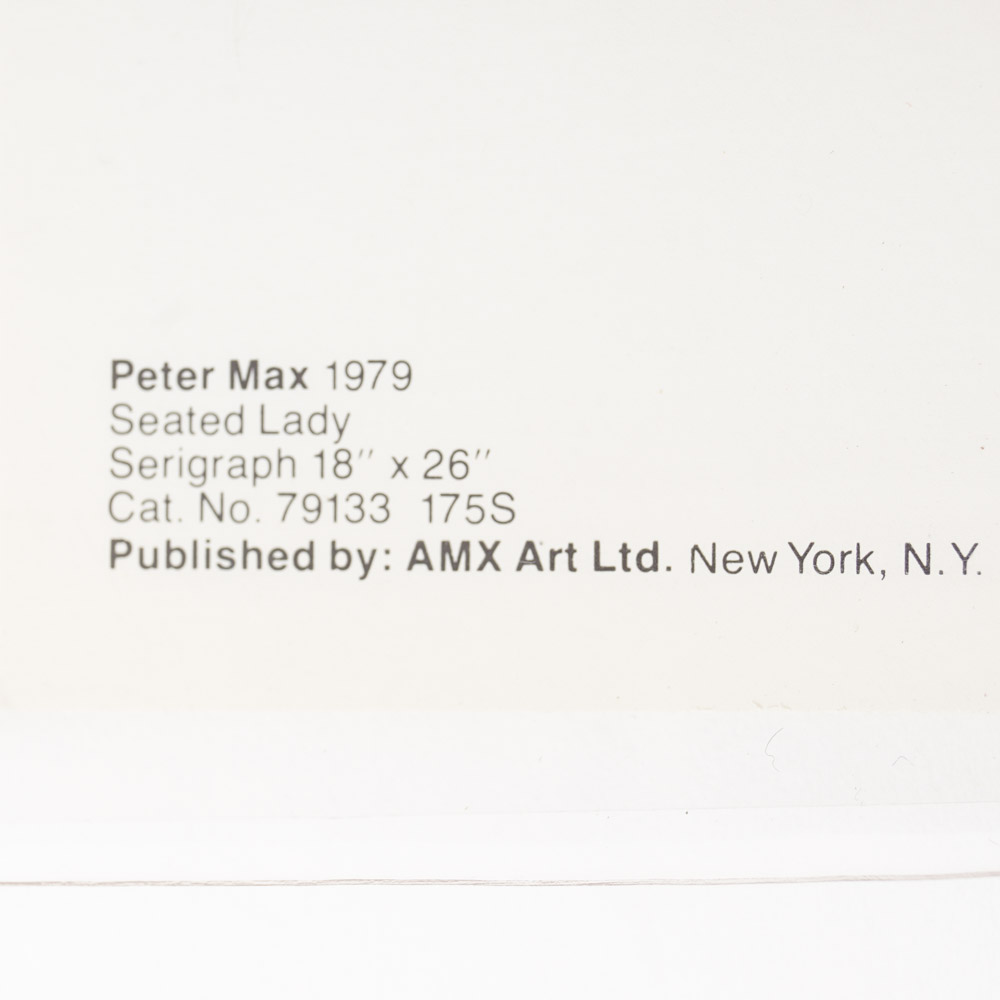 Peter Max 1979
Seated Lady
Serigraph 18″ x 26″
Cat. No. 79133 175S
Published by: AMX Art Ltd. New York, N.Y.